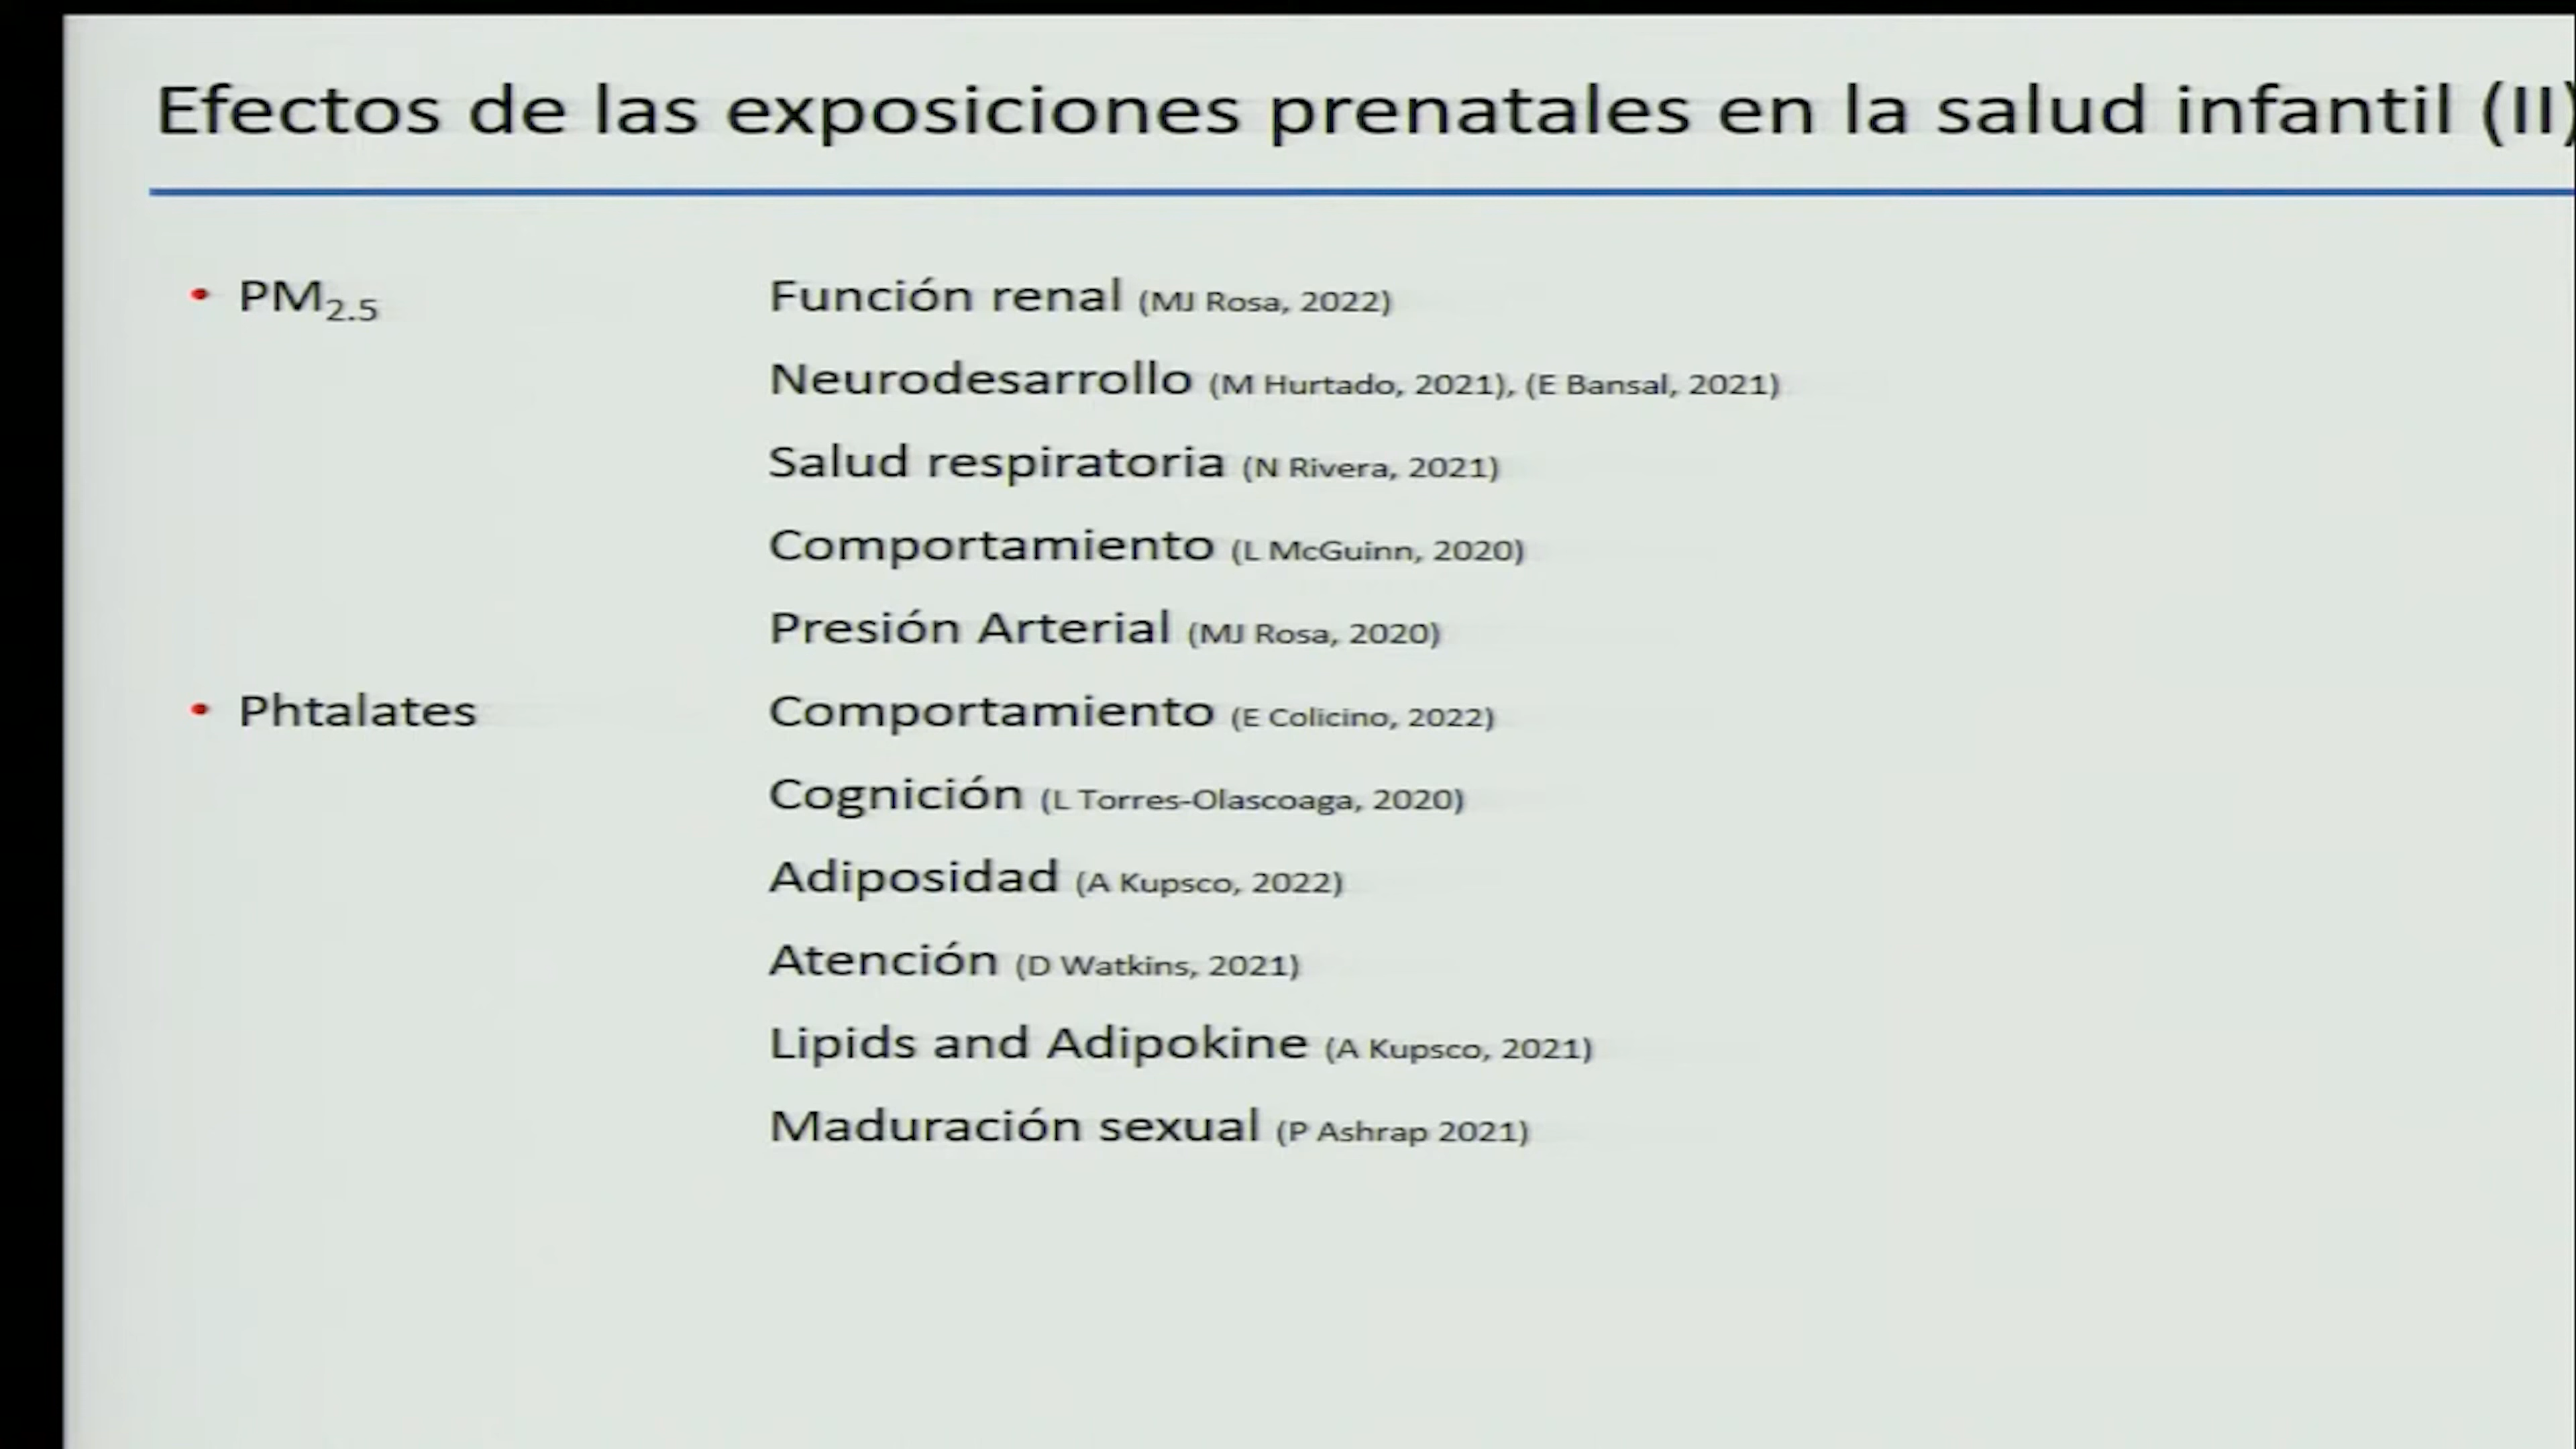 Efectos de las exposiciones prenatales en la salud infantil (II)
• PM2.5 Función renal (MJ Rosa, 2022)
Neurodesarrollo (M Hurtado, 2021), (E Bansal, 2021)
Salud respiratoria (N Rivera, 2021)
Comportamiento (L McGuinn, 2020)
Presión Arterial (MJ Rosa, 2020)
• Phtalates Comportamiento (E Colicino, 2022)
Cognición (L Torres-Olascoaga, 2020)
Adiposidad (A Kupsco, 2022)
Atención (D Watkins, 2021)
Lipids and Adipokine (A Kupsco, 2021)
Maduración sexual (P Ashrap 2021)